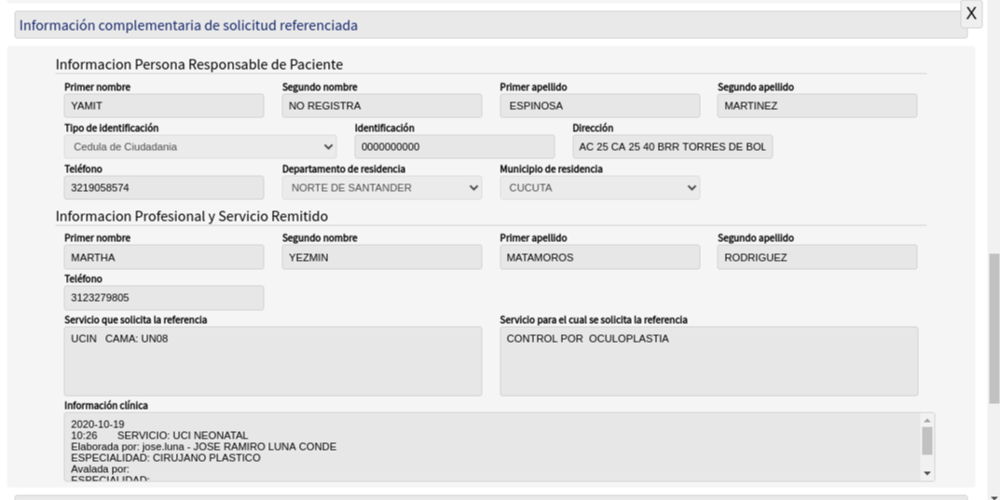 Información complementaria de solicitud referenciada
X
Informacion Persona Responsable de Paciente
Primer nombre Segundo nombre Primer apellido Segundo apellido
YAMIT NO REGISTRA ESPINOSA MARTINEZ
Tipo de identificación Identificación Dirección
Cedula de Ciudadania 0000000000 AC 25 CA 25 40 BRR TORRES DE BOL
Teléfono Departamento de residencia Municipio de residencia
3219058574 NORTE DE SANTANDER CUCUTA
Informacion Profesional y Servicio Remitido
Primer nombre Segundo nombre Primer apellido Segundo apellido
MARTHA YEZMIN MATAMOROS RODRIGUEZ
Teléfono
3123279805
Servicio que solicita la referencia Servicio para el cual se solicita la referencia
UCIN CAMA: UN08 CONTROL POR OCULOPLASTIA
Información clínica
2020-10-19
10:26 SERVICIO: UCI NEONATAL
Elaborada por: jose.luna - JOSE RAMIRO LUNA CONDE
ESPECIALIDAD: CIRUJANO PLASTICO
Avalada por:
ESPECIALIDAD: